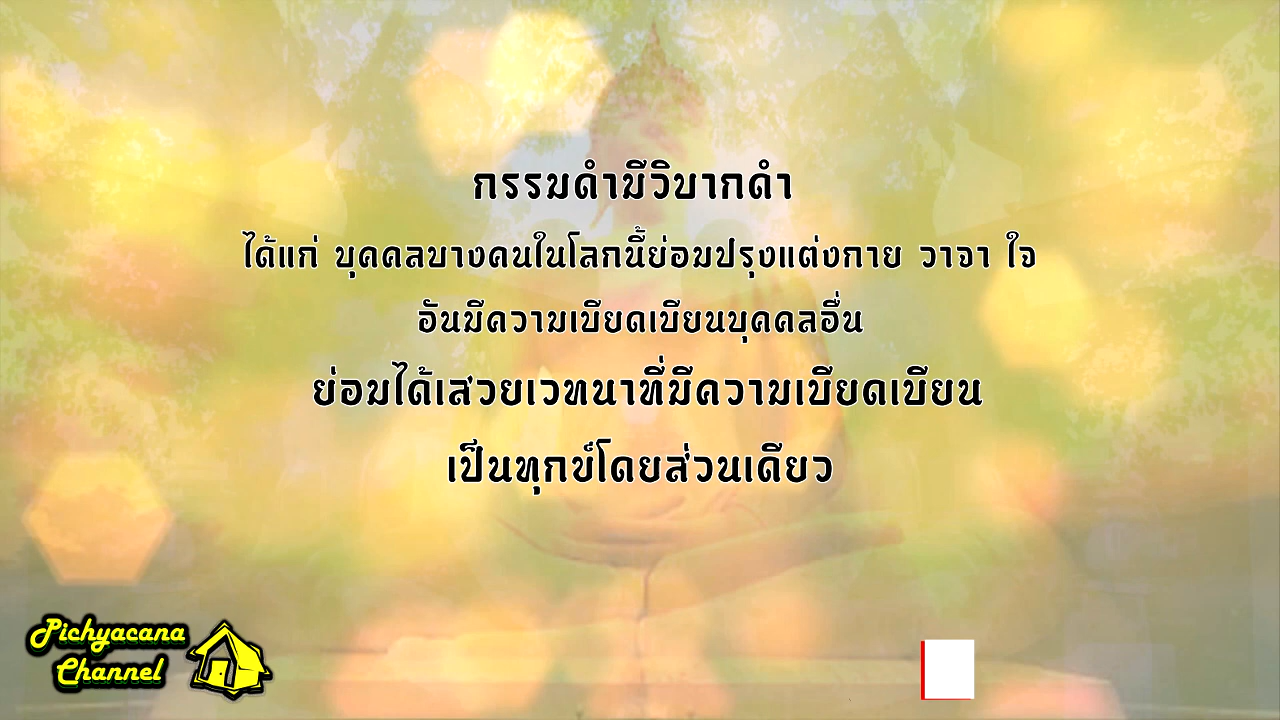 กรรมดำมีวิบากดำ
ได้แก่ บุคคลบางคนในโลกนี้ย่อมปรุงแต่งกาย วาจา ใจ
อันมีความเบียดเบียนบุคคลอื่น
ย่อมได้เสวยเวทนาที่มีความเบียดเบียน
เป็นทุกข์โดยส่วนเดียว
Pichyacana
Channel